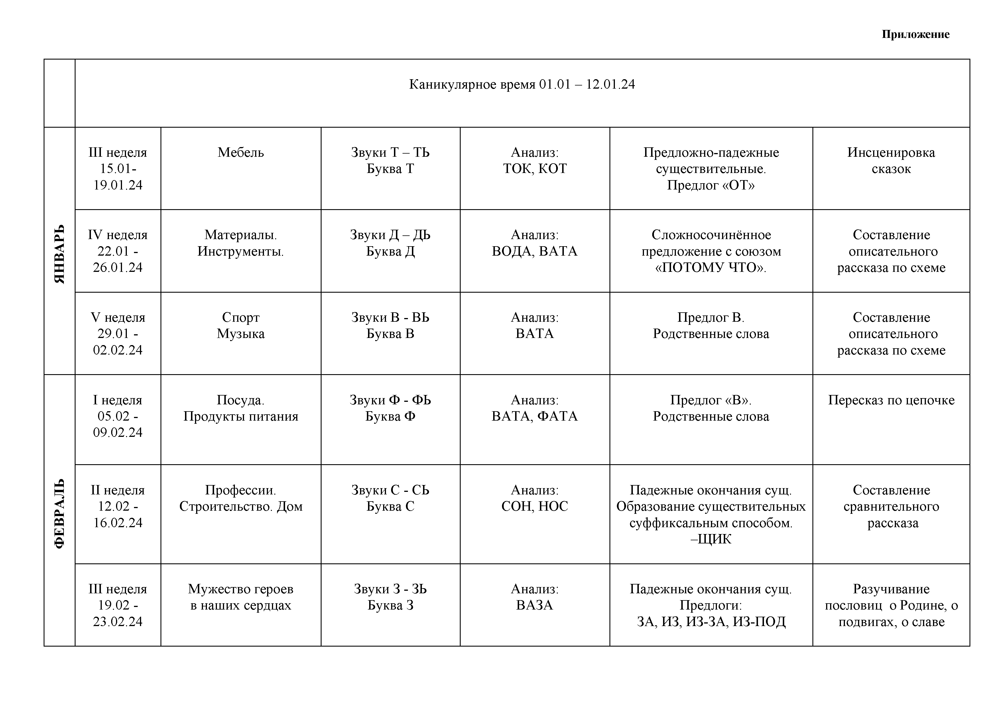 Приложение
Каникулярное время 01.01 – 12.01.24
ЯНВАРЬ
III неделя
15.01-
19.01.24
Мебель
Звуки Т – ТЬ
Буква Т
Анализ:
ТОК, КОТ
Предложно-падежные
существительные.
Предлог «ОТ»
Инсценировка
сказок
IV неделя
22.01 -
26.01.24
Материалы.
Инструменты.
Звуки Д – ДЬ
Буква Д
Анализ:
ВОДА, ВАТА
Сложносочинённое
предложение с союзом
«ПОТОМУ ЧТО».
Составление
описательного
рассказа по схеме
V неделя
29.01 -
02.02.24
Спорт
Музыка
Звуки В - ВЬ
Буква В
Анализ:
ВАТА
Предлог В.
Родственные слова
Составление
описательного
рассказа по схеме
ФЕВРАЛЬ
I неделя
05.02 -
09.02.24
Посуда.
Продукты питания
Звуки Ф - ФЬ
Буква Ф
Анализ:
ВАТА, ФАТА
Предлог «В».
Родственные слова
Пересказ по цепочке
II неделя
12.02 -
16.02.24
Профессии.
Строительство. Дом
Звуки С - СЬ
Буква С
Анализ:
СОН, НОС
Падежные окончания сущ.
Образование существительных
суффиксальным способом.
–ЩИК
Составление
сравнительного
рассказа
III неделя
19.02 -
23.02.24
Мужество героев
в наших сердцах
Звуки З - ЗЬ
Буква З
Анализ:
ВАЗА
Падежные окончания сущ.
Предлоги:
ЗА, ИЗ, ИЗ-ЗА, ИЗ-ПОД
Разучивание
пословиц  о Родине, о
подвигах, о славе